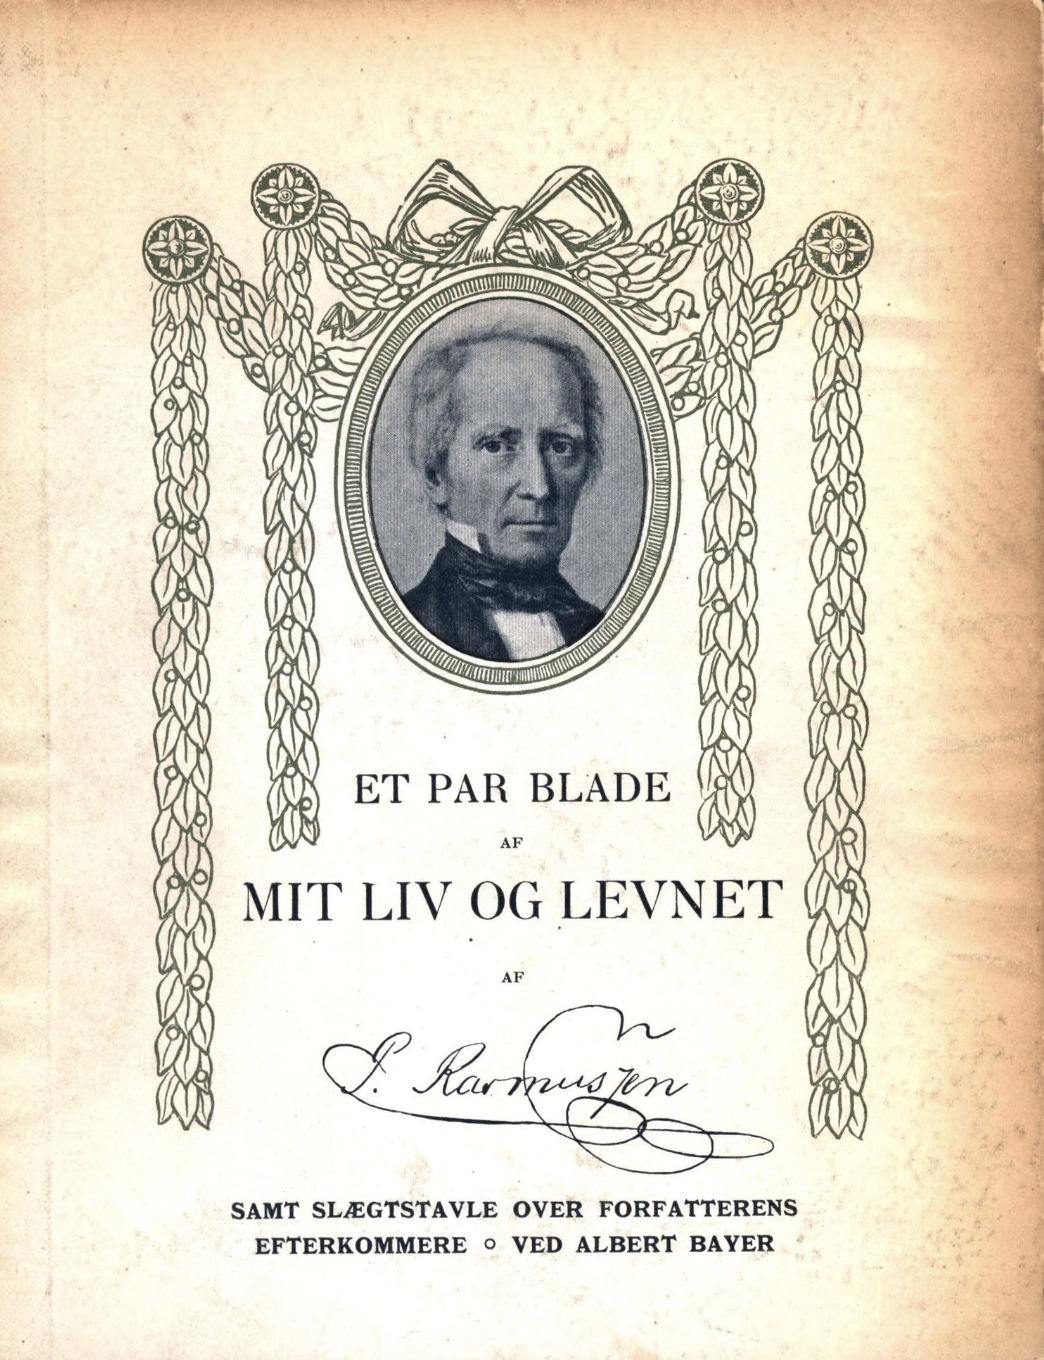 ET PAR BLADE
AF
MIT LIV OG LEVNET
AF
P. Rasmussen
SAMT SLÆGTSTAVLE OVER FORFATTERENS
EFTERKOMMERE ○ VED ALBERT BAYER